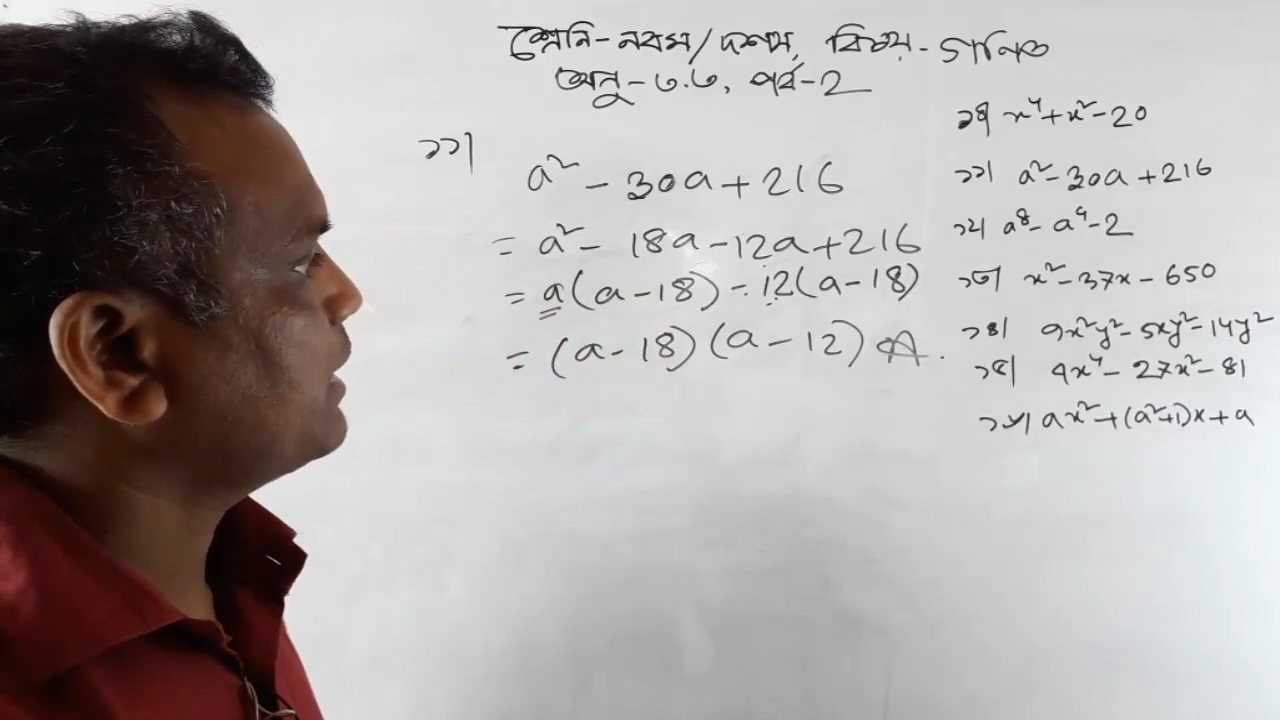 শ্রেনি-নবম/দশম, বিষয়-গনিত
অনু-৩.৩, পর্ব-2
১১। a² - 30a + 216
= a² - 18a - 12a + 216
= a(a - 18) - 12(a - 18)
= (a - 18)(a - 12) A.
x⁴ + x² - 20
১১। a² - 30a + 216
১২। a⁸ - a⁴ - 2
১৩। x² - 37x - 650
১৪। 9x²y² - 5xy² - 14y²
4x⁴ - 27x² - 81
১৬। ax² + (a² + 1)x + a